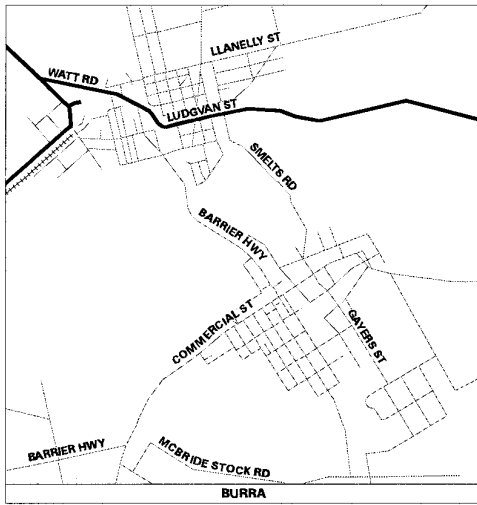 LLANELLY ST
WATT RD
LUDGVAN ST
SMELTS RD
BARRIER HWY
COMMERCIAL ST
GAYERS ST
BARRIER HWY
MCBRIDE STOCK RD
BURRA